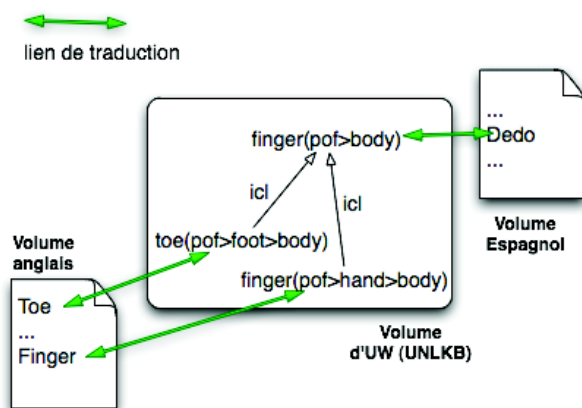 lien de traduction
...
Dedo
...
Volume
Espagnol
finger(pof>body)
icl
icl
toe(pof>foot>body)
finger(pof>hand>body)
Volume
d'UW (UNLKB)
Volume
anglais
Toe
...
Finger